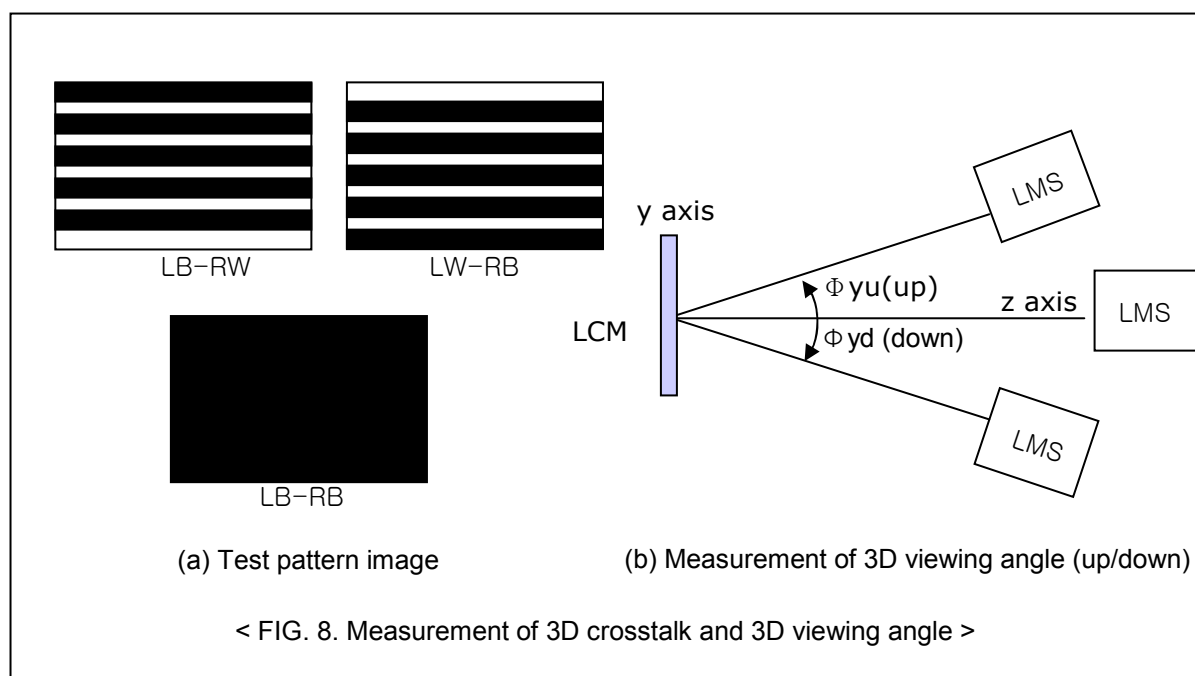 LB-RW
LW-RB
LB-RB
(a) Test pattern image
y axis
LCM
Φ yu(up)
z axis
Φ yd (down)
LMS
LMS
LMS
(b) Measurement of 3D viewing angle (up/down)
< FIG. 8. Measurement of 3D crosstalk and 3D viewing angle >